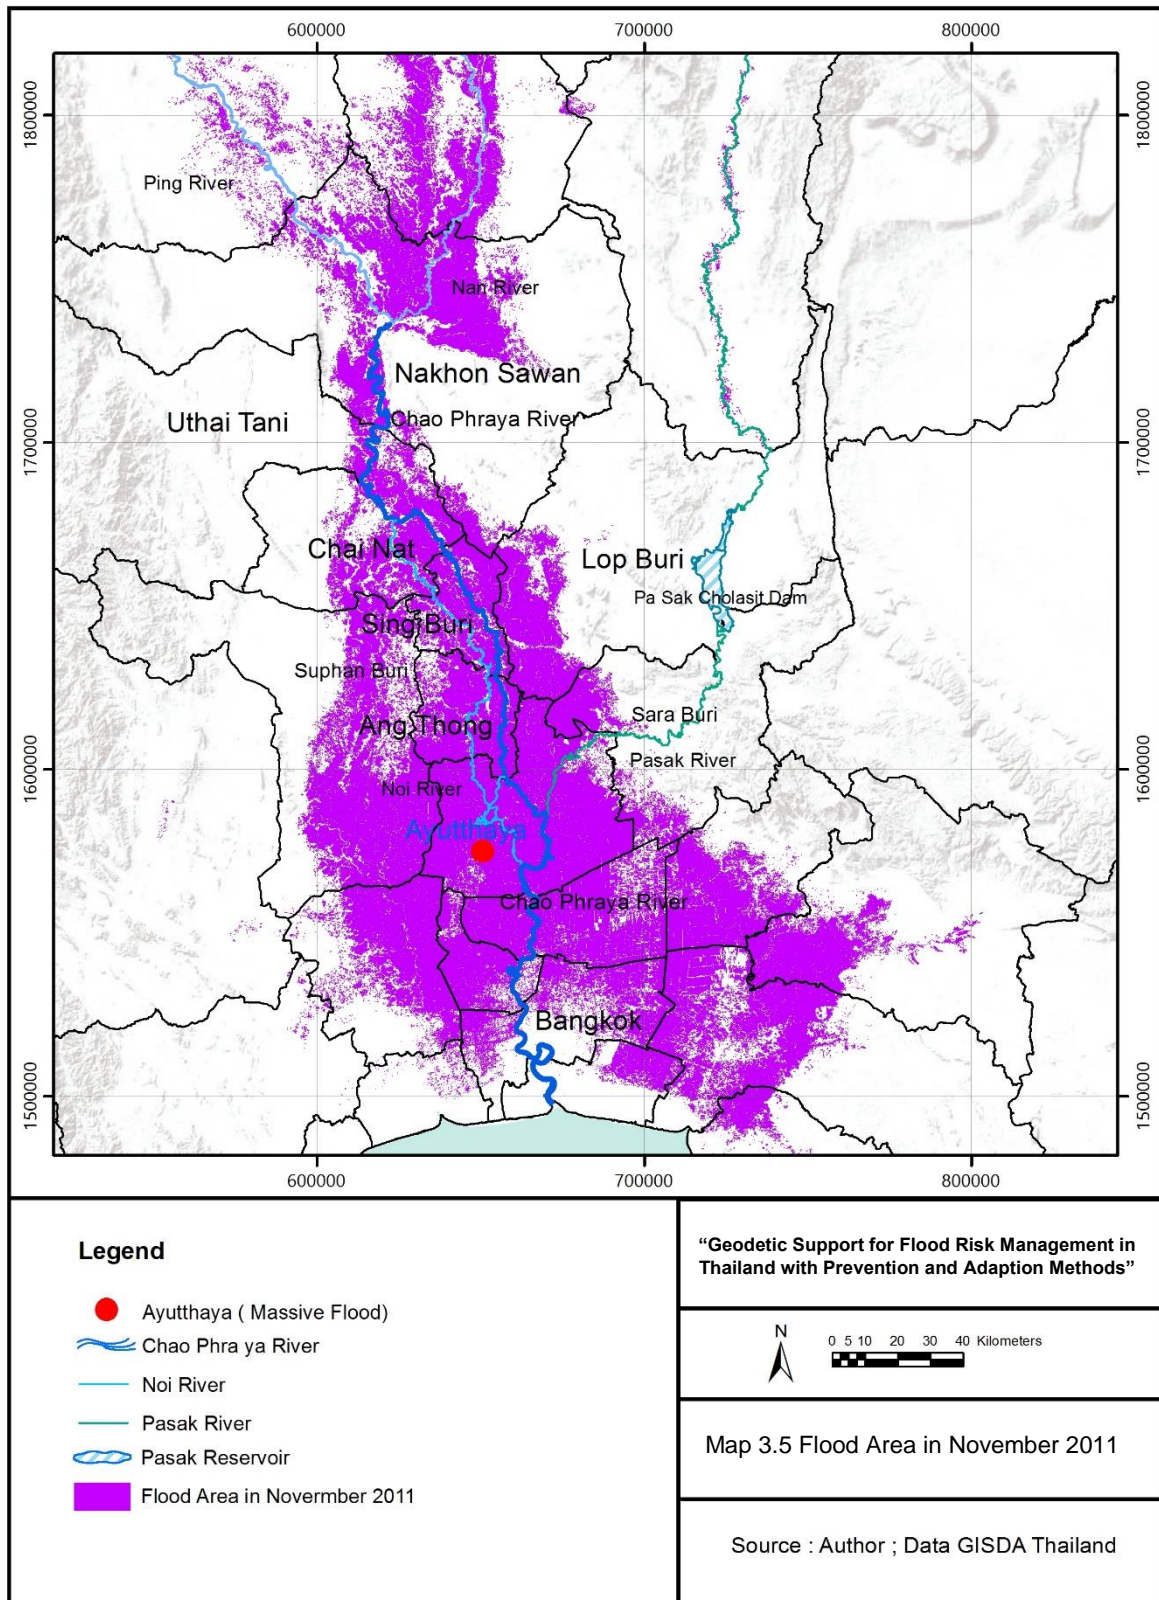 600000
700000
800000
1800000
1800000
Ping River
Nan River
Nakhon Sawan
Uthai Tani
Chao Phraya River
1700000
1700000
Chai Nat
Lop Buri
Pa Sak Cholasit Dam
Sing Buri
Suphan Buri
Sara Buri
Ang Thong
Pasak River
1600000
1600000
Noi River
Ayutthaya
Chao Phraya River
Bangkok
1500000
1500000
600000
700000
800000
Legend
Ayutthaya ( Massive Flood)
Chao Phra ya River
Noi River
Pasak River
Pasak Reservoir
Flood Area in Novermber 2011
“Geodetic Support for Flood Risk Management in
Thailand with Prevention and Adaption Methods”
N
0 5 10 20 30 40 Kilometers
Map 3.5 Flood Area in November 2011
Source : Author ; Data GISDA Thailand